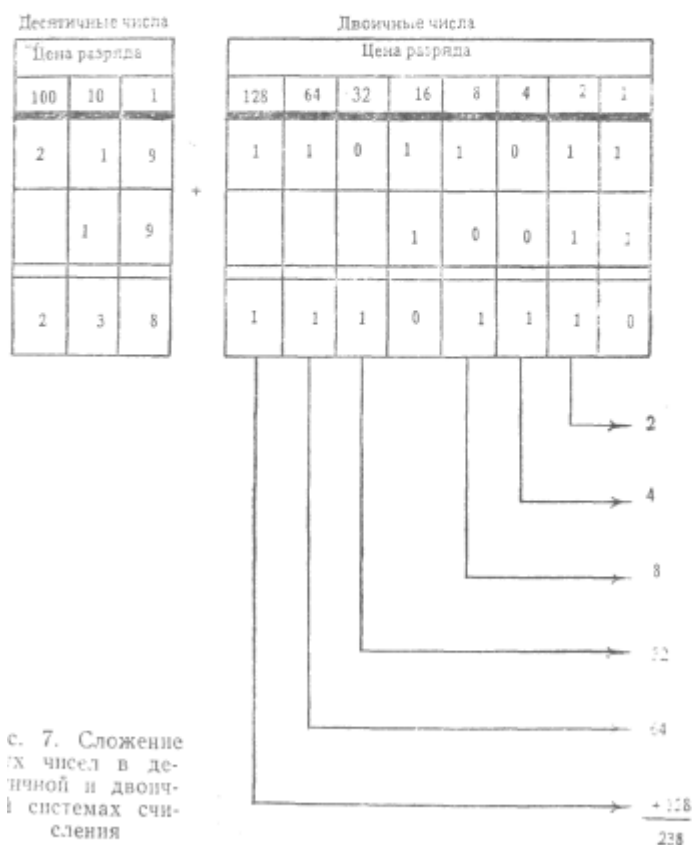 Десятичные числа
Двоичные числа
Цена разряда
Цена разряда
100 10 1
128 64 32 16 8 4 2 1
2 1 9
1 1 0 1 1 0 1 1
+
1 9
1 0 0 1 1
2 3 8
1 1 1 0 1 1 1 0
2
4
8
32
64
с. 7. Сложение
ух чисел в де-
ичной и двоич-
й системах счи-
сления
+ 128
238